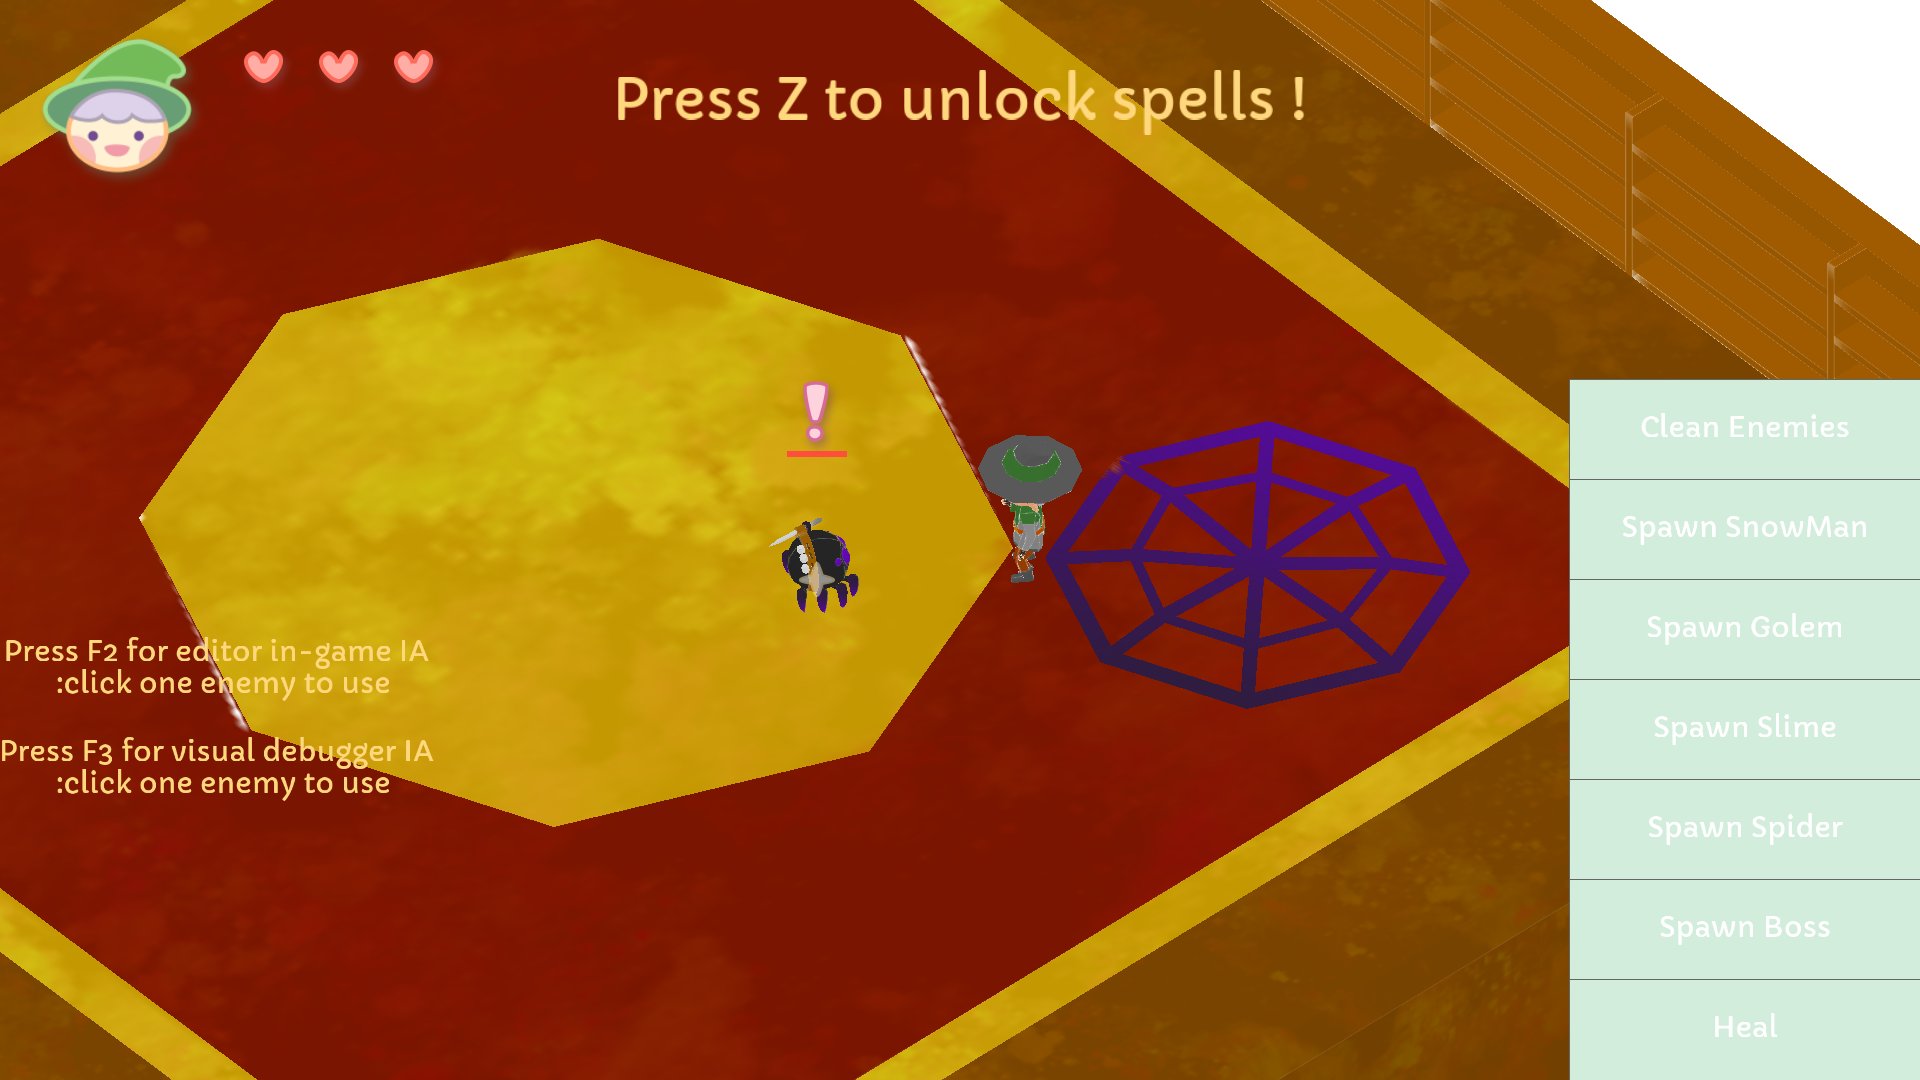 Press Z to unlock spells !
Clean Enemies
Spawn SnowMan
Spawn Golem
Press F2 for editor in-game IA
:click one enemy to use
Spawn Slime
Press F3 for visual debugger IA
:click one enemy to use
Spawn Spider
Spawn Boss
Heal